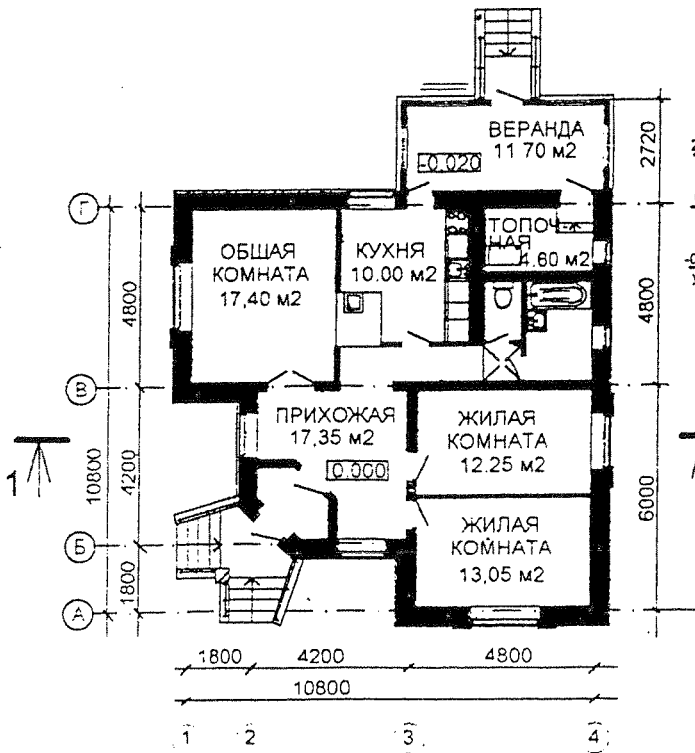 ВЕРАНДА
11.70 м2
-0.020
2720
Г
ОБЩАЯ
КОМНАТА
17,40 м2
КУХНЯ
10.00 м2
ТОПОЧ
НАЯ
4.60 м2
4800
4800
В
ПРИХОЖАЯ
17,35 м2
0.000
ЖИЛАЯ
КОМНАТА
12.25 м2
1
10800
4200
6000
Б
ЖИЛАЯ
КОМНАТА
13,05 м2
1800
А
1800
4200
4800
10800
1
2
3
4